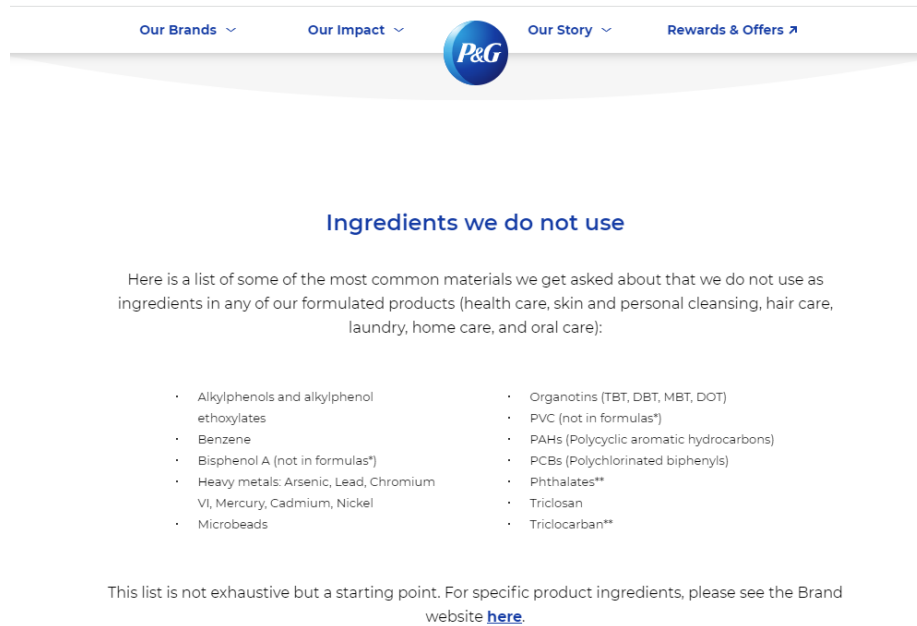 Our Brands Our Impact P&G Our Story Rewards & Offers
Ingredients we do not use
Here is a list of some of the most common materials we get asked about that we do not use as
ingredients in any of our formulated products (health care, skin and personal cleansing, hair care,
laundry, home care, and oral care):
· Alkylphenols and alkylphenol
ethoxylates
· Benzene
· Bisphenol A (not in formulas*)
· Heavy metals: Arsenic, Lead, Chromium
VI, Mercury, Cadmium, Nickel
· Microbeads
· Organotins (TBT, DBT, MBT, DOT)
· PVC (not in formulas*)
· PAHs (Polycyclic aromatic hydrocarbons)
· PCBs (Polychlorinated biphenyls)
· Phthalates**
· Triclosan
· Triclocarban**
This list is not exhaustive but a starting point. For specific product ingredients, please see the Brand
website here.